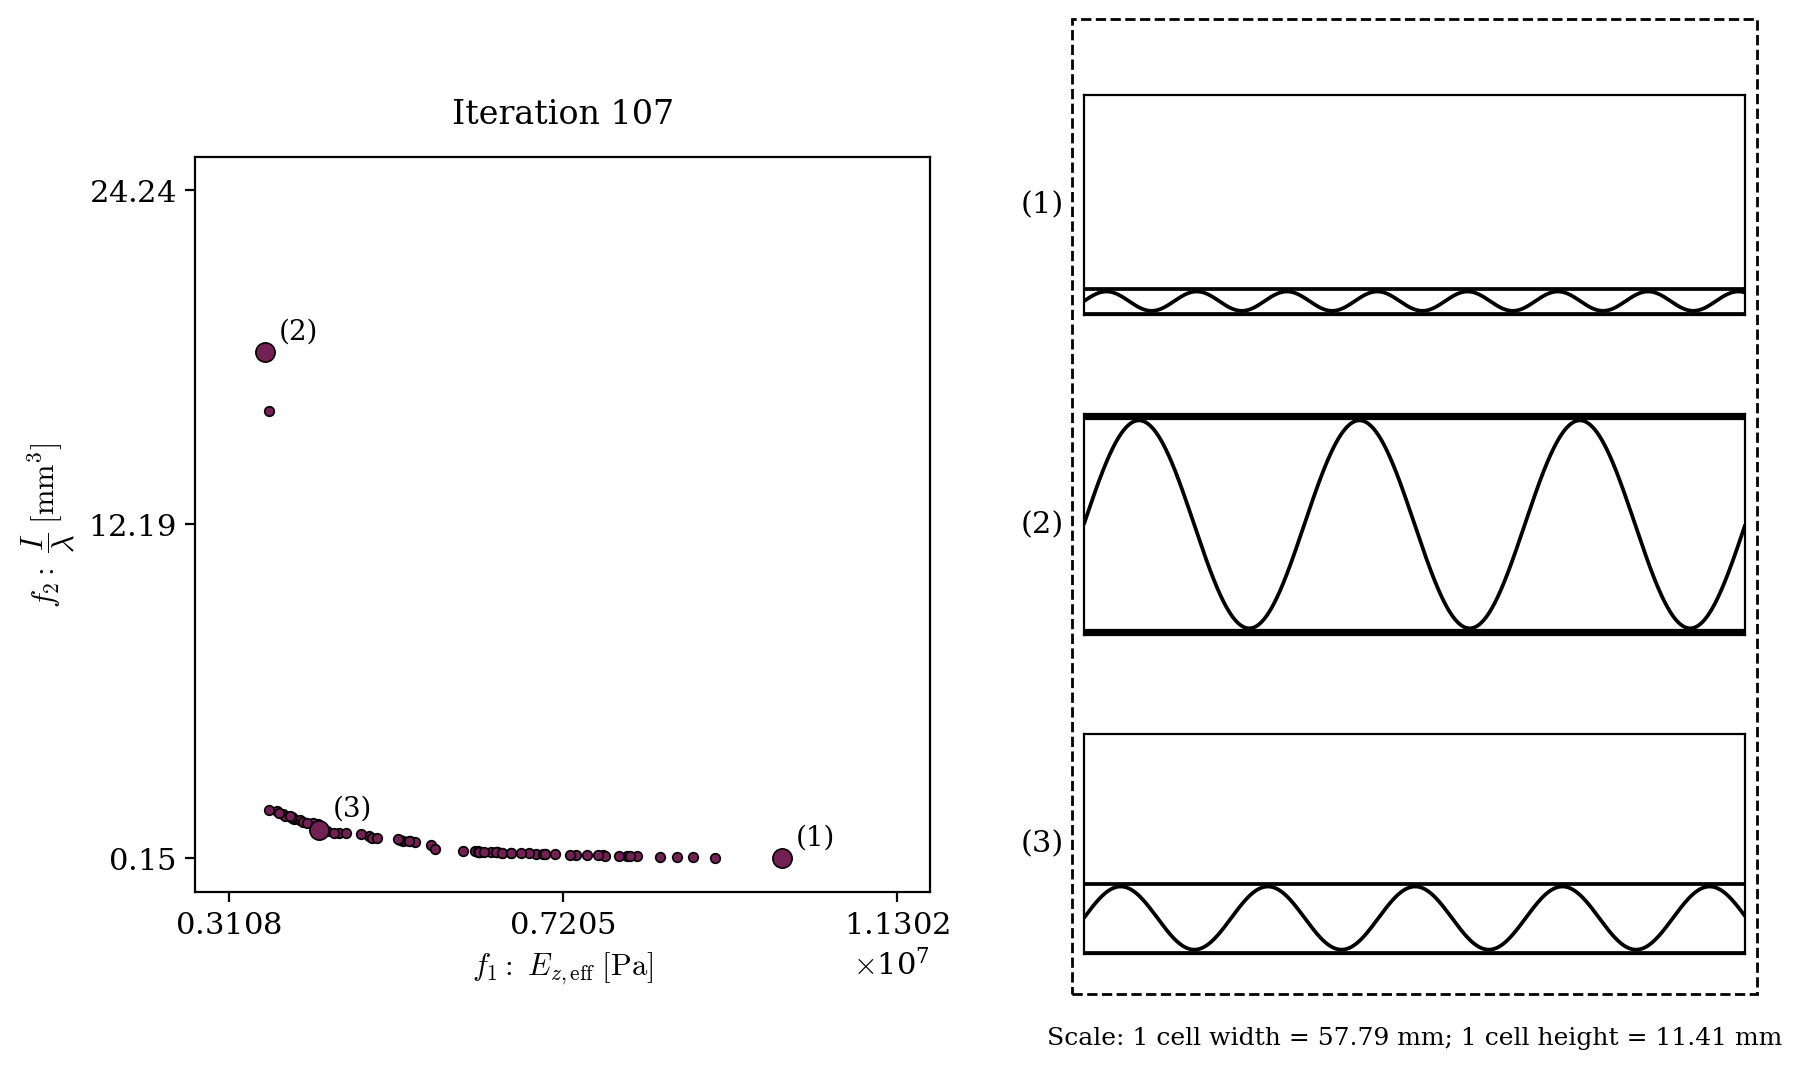 Iteration 107
24.24
12.19
0.15
f₂ : I/λ [mm³]
(2)
(3)
(1)
0.3108 0.7205 1.1302
×10⁷
f₁ : E_{z,eff} [Pa]
(1)
(2)
(3)
Scale: 1 cell width = 57.79 mm; 1 cell height = 11.41 mm